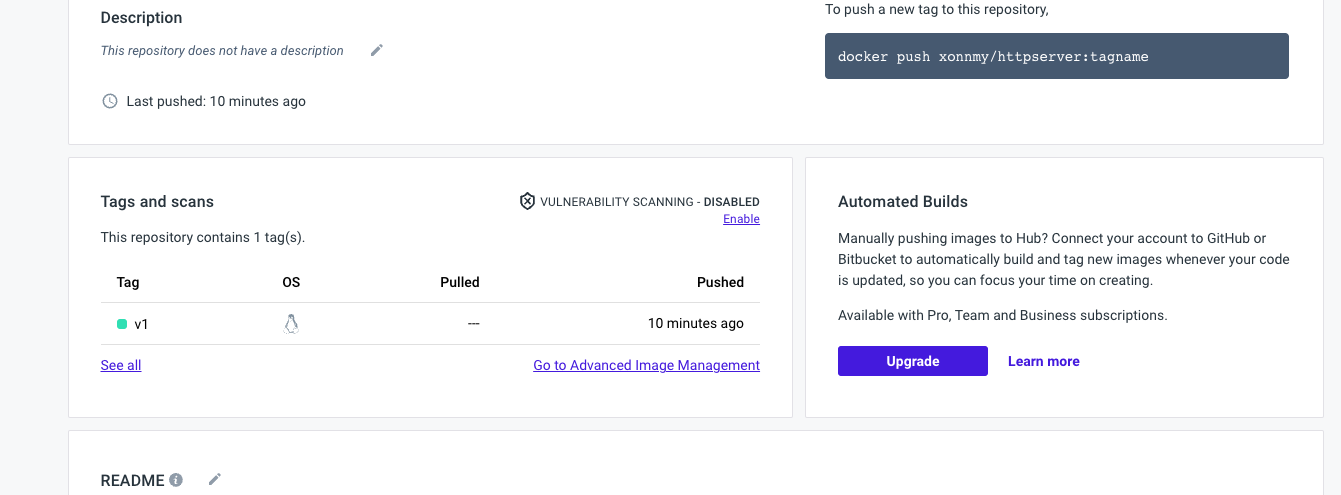 Description
To push a new tag to this repository,
This repository does not have a description
docker push xonnmy/httpserver:tagname
Last pushed: 10 minutes ago
Tags and scans
VULNERABILITY SCANNING - DISABLED
Enable
This repository contains 1 tag(s).
Tag OS Pulled Pushed
v1 --- 10 minutes ago
See all Go to Advanced Image Management
Automated Builds
Manually pushing images to Hub? Connect your account to GitHub or
Bitbucket to automatically build and tag new images whenever your code
is updated, so you can focus your time on creating.
Available with Pro, Team and Business subscriptions.
Upgrade Learn more
README